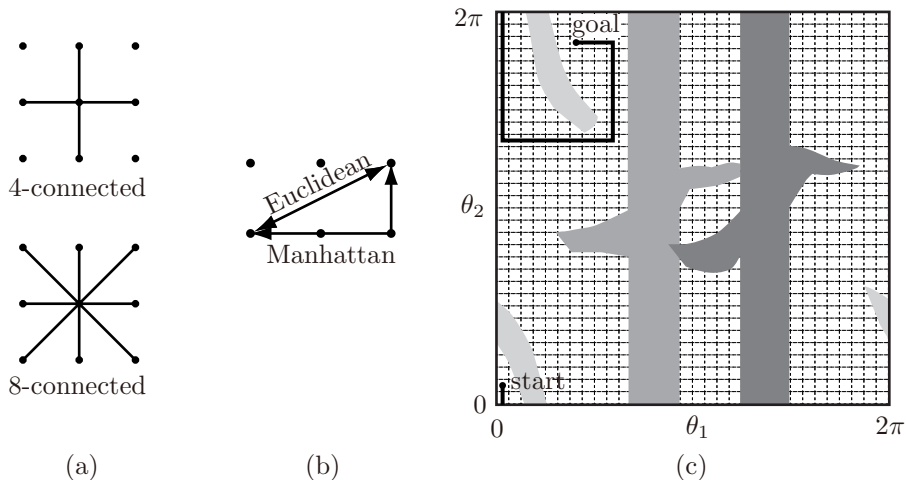 4-connected
8-connected
(a)
Euclidean
Manhattan
(b)
2π
goal
θ2
start
0
0
θ1
2π
(c)